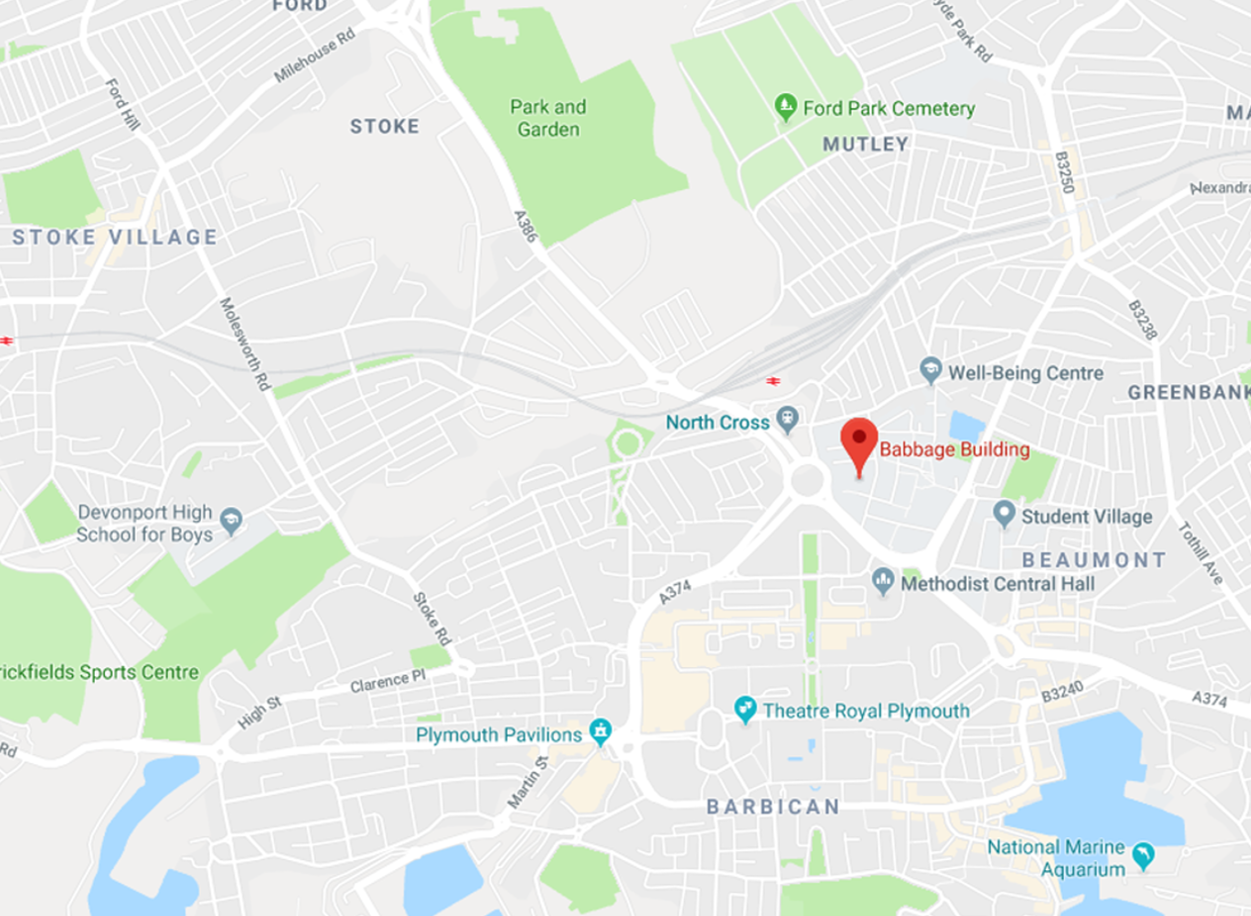 FORD
Milehouse Rd
Ford Hill
STOKE
Park and
Garden
Ford Park Cemetery
MUTLEY
yde Park Rd
MA
B3250
Alexandra
STOKE VILLAGE
A386
Molesworth Rd
B3238
Well-Being Centre
GREENBANK
North Cross
Babbage Building
Devonport High
School for Boys
Student Village
BEAUMONT
Tothill Ave
Methodist Central Hall
A374
Stoke Rd
rickfields Sports Centre
Clarence Pl
High St
B3240
A374
Theatre Royal Plymouth
Plymouth Pavilions
Rd
Martin St
BARBICAN
National Marine
Aquarium